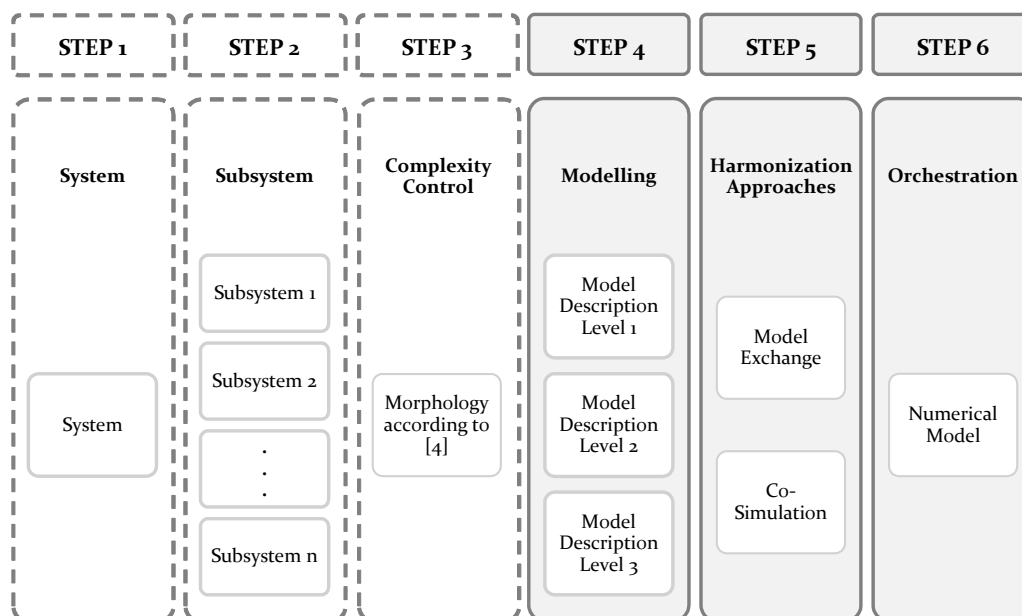 STEP 1
STEP 2
STEP 3
STEP 4
STEP 5
STEP 6
System
System
Subsystem
Subsystem 1
Subsystem 2
.
.
.
Subsystem n
Complexity
Control
Morphology
according to
[4]
Modelling
Model
Description
Level 1
Model
Description
Level 2
Model
Description
Level 3
Harmonization
Approaches
Model
Exchange
Co-
Simulation
Orchestration
Numerical
Model